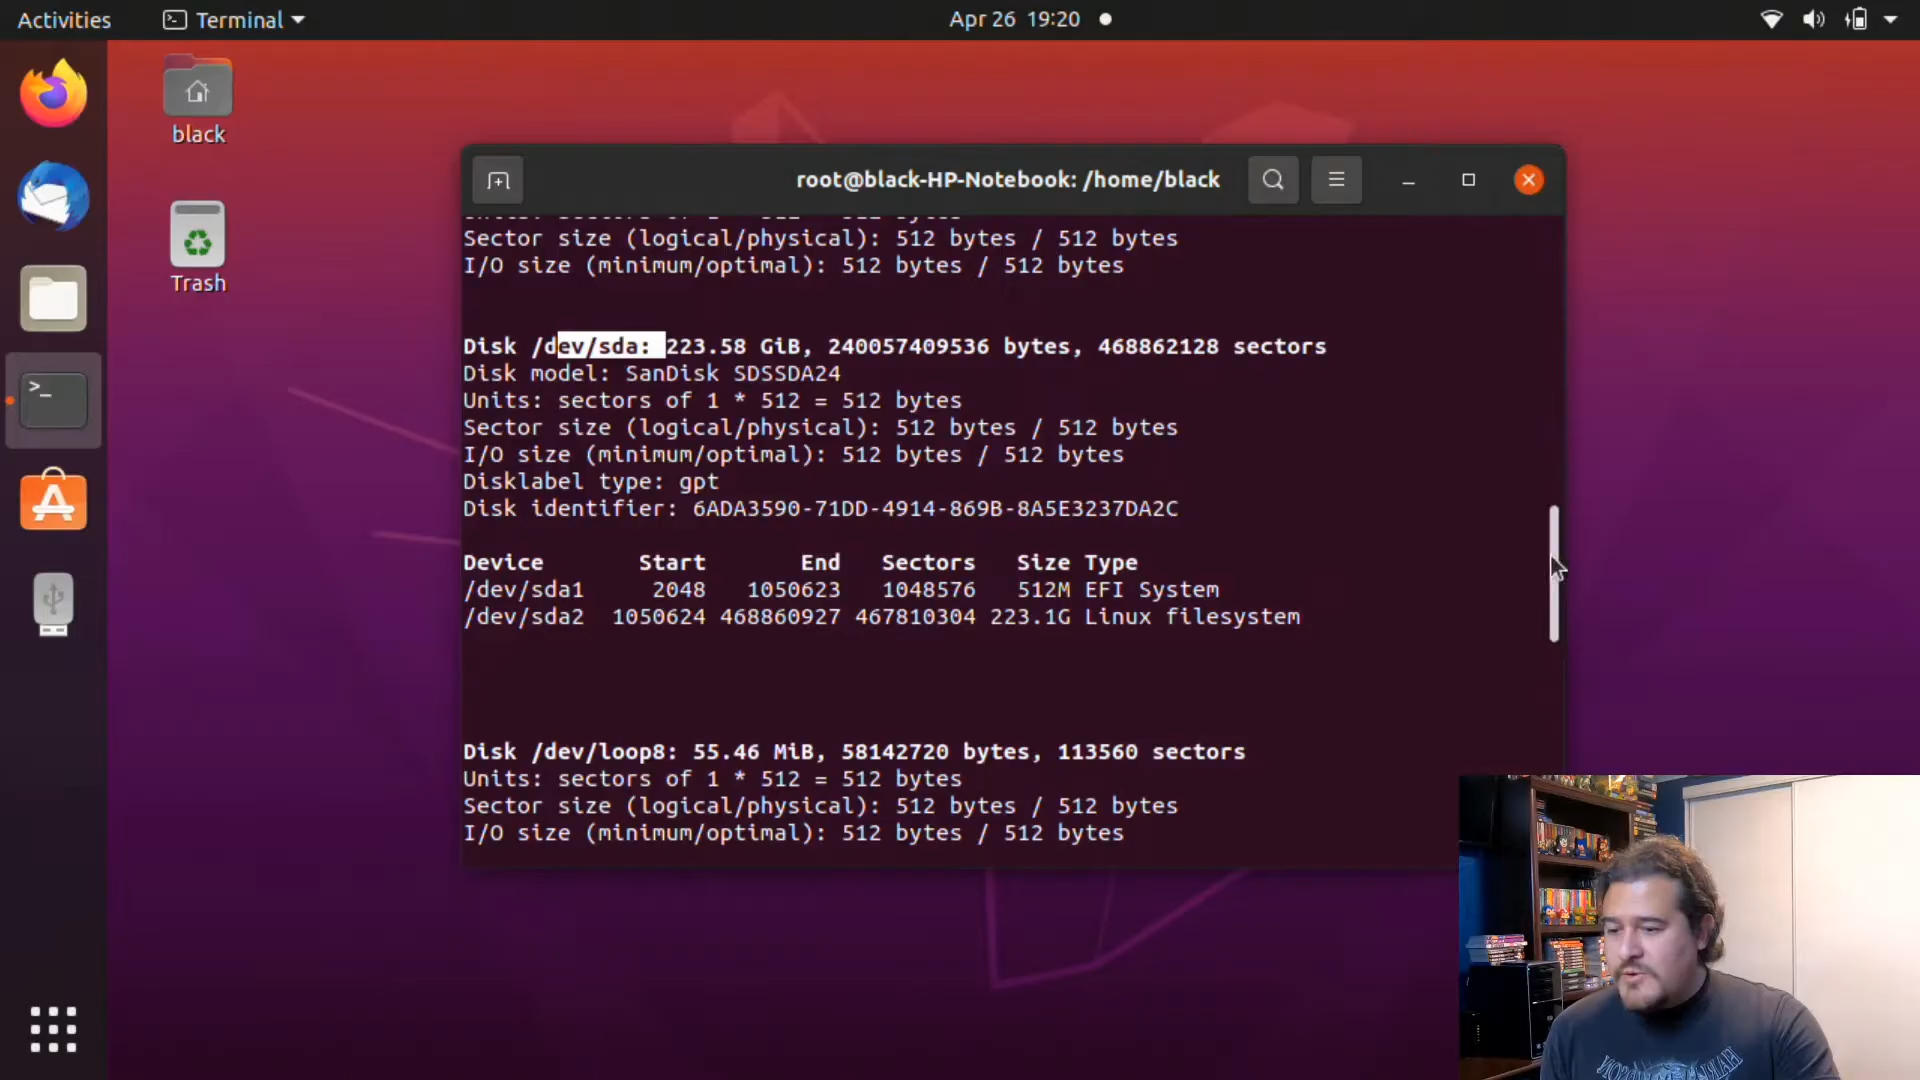 Activities
Terminal
Apr 26 19:20
black
Trash
root@black-HP-Notebook: /home/black
Sector size (logical/physical): 512 bytes / 512 bytes
I/O size (minimum/optimal): 512 bytes / 512 bytes
Disk /dev/sda: 223.58 GiB, 240057409536 bytes, 468862128 sectors
Disk model: SanDisk SDSSDA24
Units: sectors of 1 * 512 = 512 bytes
Sector size (logical/physical): 512 bytes / 512 bytes
I/O size (minimum/optimal): 512 bytes / 512 bytes
Disklabel type: gpt
Disk identifier: 6ADA3590-71DD-4914-869B-8A5E3237DA2C
Device Start End Sectors Size Type
/dev/sda1 2048 1050623 1048576 512M EFI System
/dev/sda2 1050624 468860927 467810304 223.1G Linux filesystem
Disk /dev/loop8: 55.46 MiB, 58142720 bytes, 113560 sectors
Units: sectors of 1 * 512 = 512 bytes
Sector size (logical/physical): 512 bytes / 512 bytes
I/O size (minimum/optimal): 512 bytes / 512 bytes